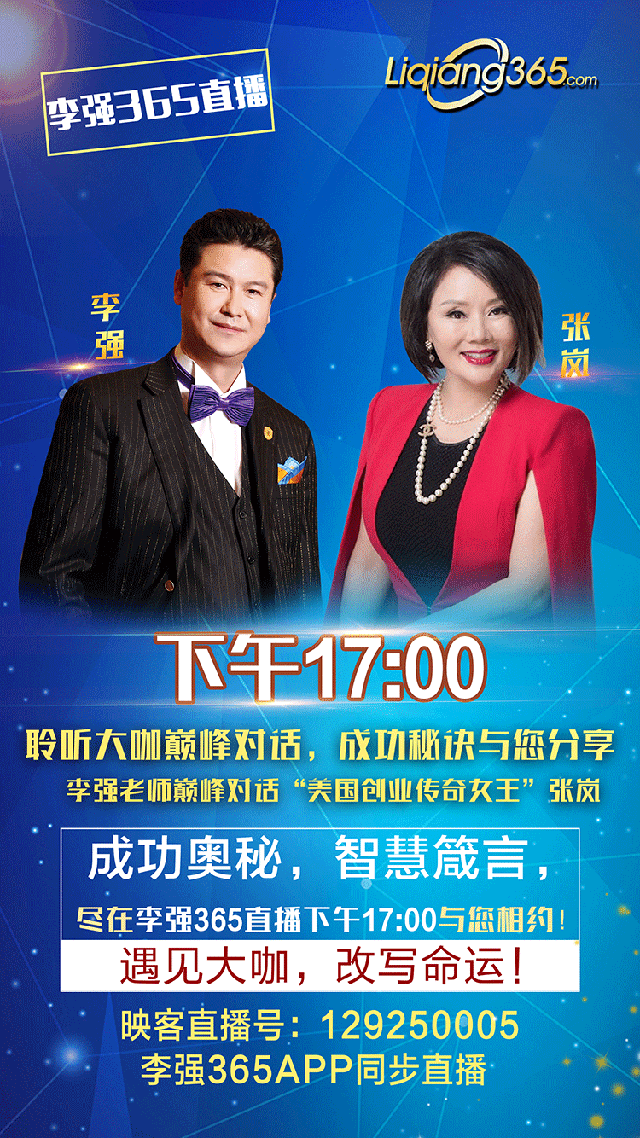 李强365直播
Liqiang365.com
李强
张岚
下午17:00
聆听大咖巅峰对话，成功秘诀与您分享
李强老师巅峰对话“美国创业传奇女王”张岚
成功奥秘，智慧箴言，
尽在李强365直播下午17:00与您相约！
遇见大咖，改写命运！
映客直播号：129250005
李强365APP同步直播